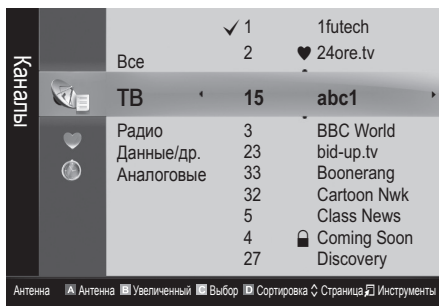 Каналы
✓ 1 1futech
Все 2 ♥ 24ore.tv
ТВ 15 abc1
Радио 3 BBC World
Данные/др. 23 bid-up.tv
Аналоговые 33 Boonerang
32 Cartoon Nwk
5 Class News
4 Coming Soon
27 Discovery
Антенна A Антенна B Увеличенный C Выбор D Сортировка Страница Инструменты